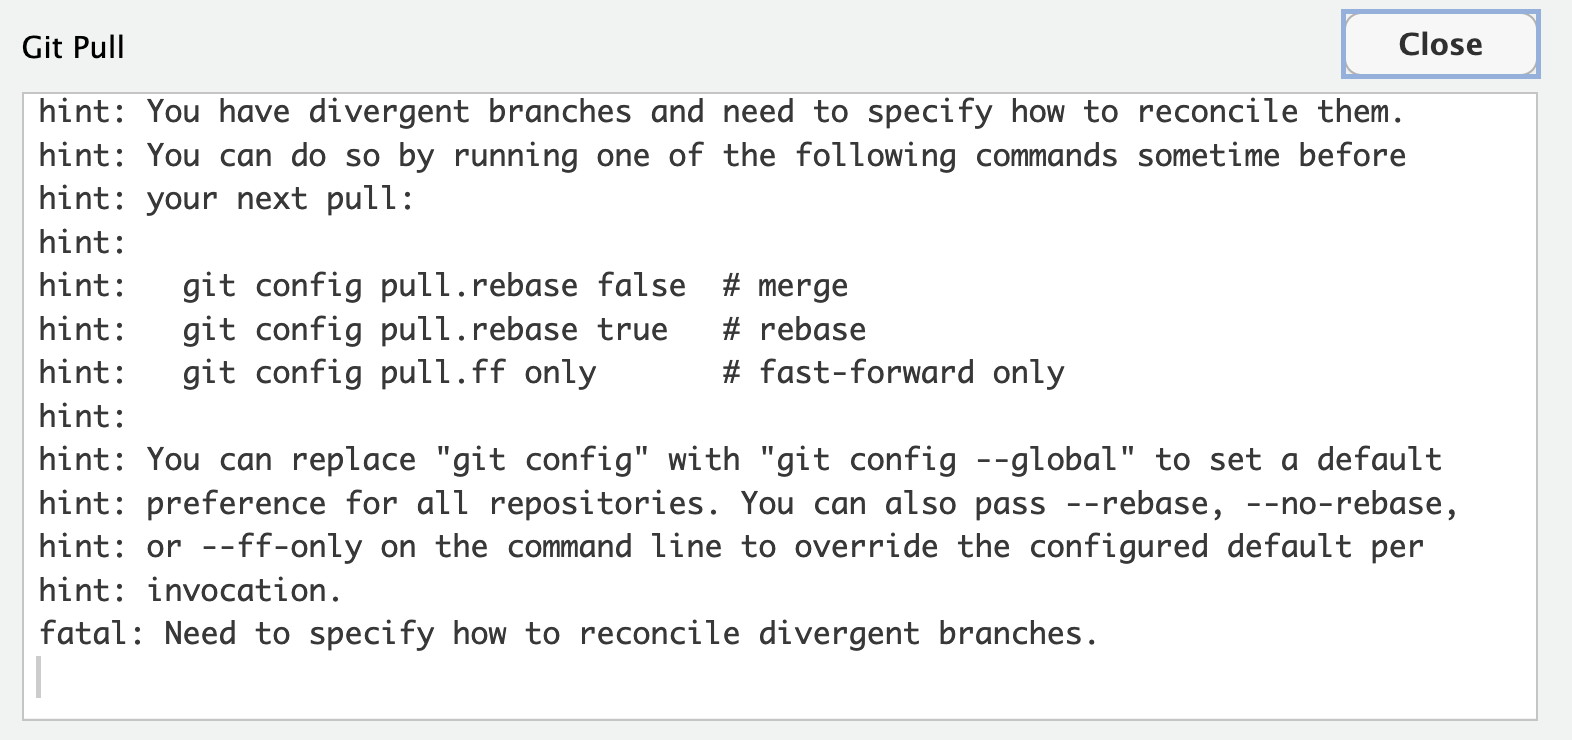 Git Pull
Close
hint: You have divergent branches and need to specify how to reconcile them.
hint: You can do so by running one of the following commands sometime before
hint: your next pull:
hint:
hint:   git config pull.rebase false  # merge
hint:   git config pull.rebase true   # rebase
hint:   git config pull.ff only       # fast-forward only
hint:
hint: You can replace "git config" with "git config --global" to set a default
hint: preference for all repositories. You can also pass --rebase, --no-rebase,
hint: or --ff-only on the command line to override the configured default per
hint: invocation.
fatal: Need to specify how to reconcile divergent branches.